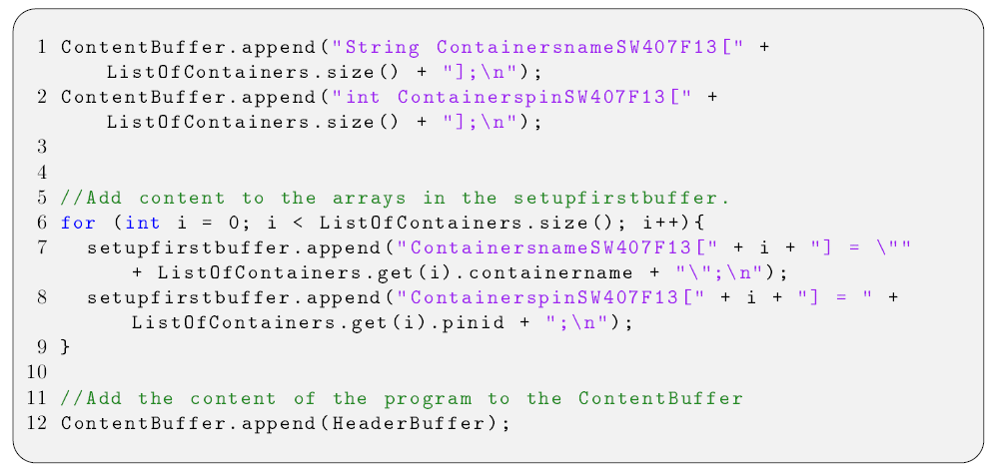 1 ContentBuffer.append("String ContainersnameSW407F13[" +
ListOfContainers.size() + "];\n");
2 ContentBuffer.append("int ContainerspinSW407F13[" +
ListOfContainers.size() + "];\n");
3
4
5 //Add content to the arrays in the setupfirstbuffer.
6 for (int i = 0; i < ListOfContainers.size(); i++){
7 setupfirstbuffer.append("ContainersnameSW407F13[" + i + "] = \""
+ ListOfContainers.get(i).containername + "\";\n");
8 setupfirstbuffer.append("ContainerspinSW407F13[" + i + "] = " +
ListOfContainers.get(i).pinid + ";\n");
9 }
10
11 //Add the content of the program to the ContentBuffer
12 ContentBuffer.append(HeaderBuffer);